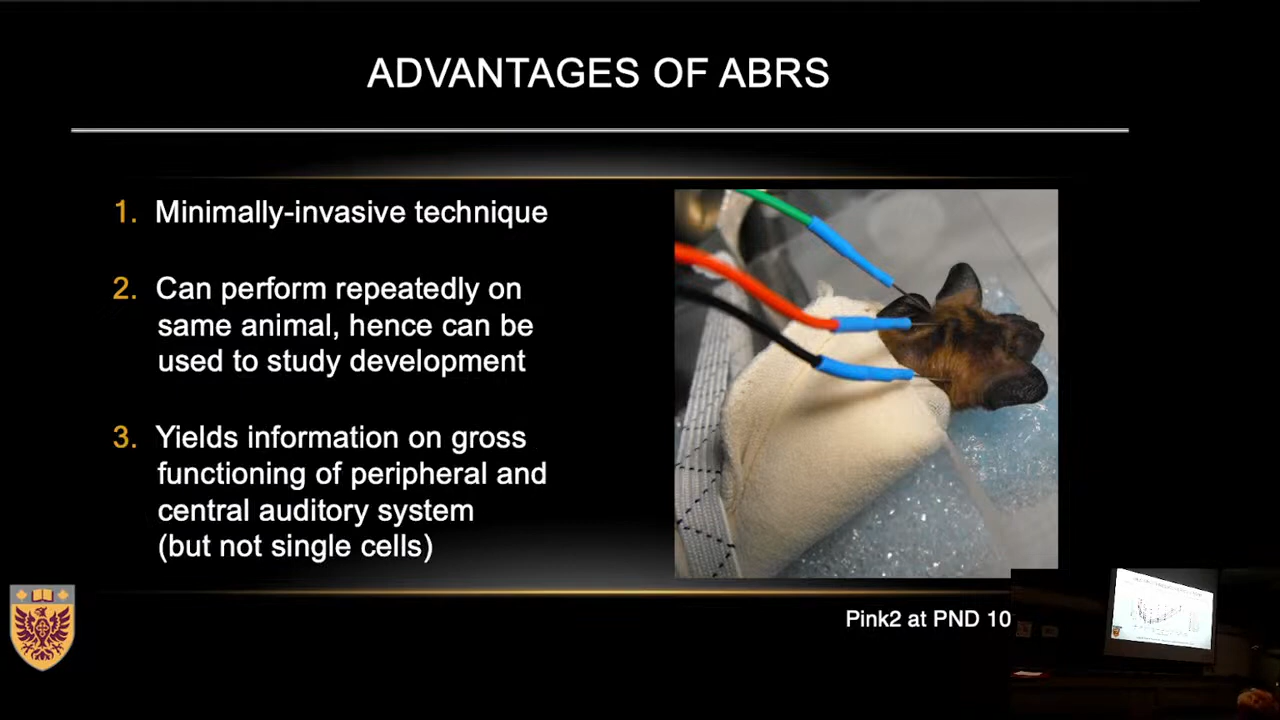 ADVANTAGES OF ABRS
1. Minimally-invasive technique
2. Can perform repeatedly on
same animal, hence can be
used to study development
3. Yields information on gross
functioning of peripheral and
central auditory system
(but not single cells)
Pink2 at PND 10